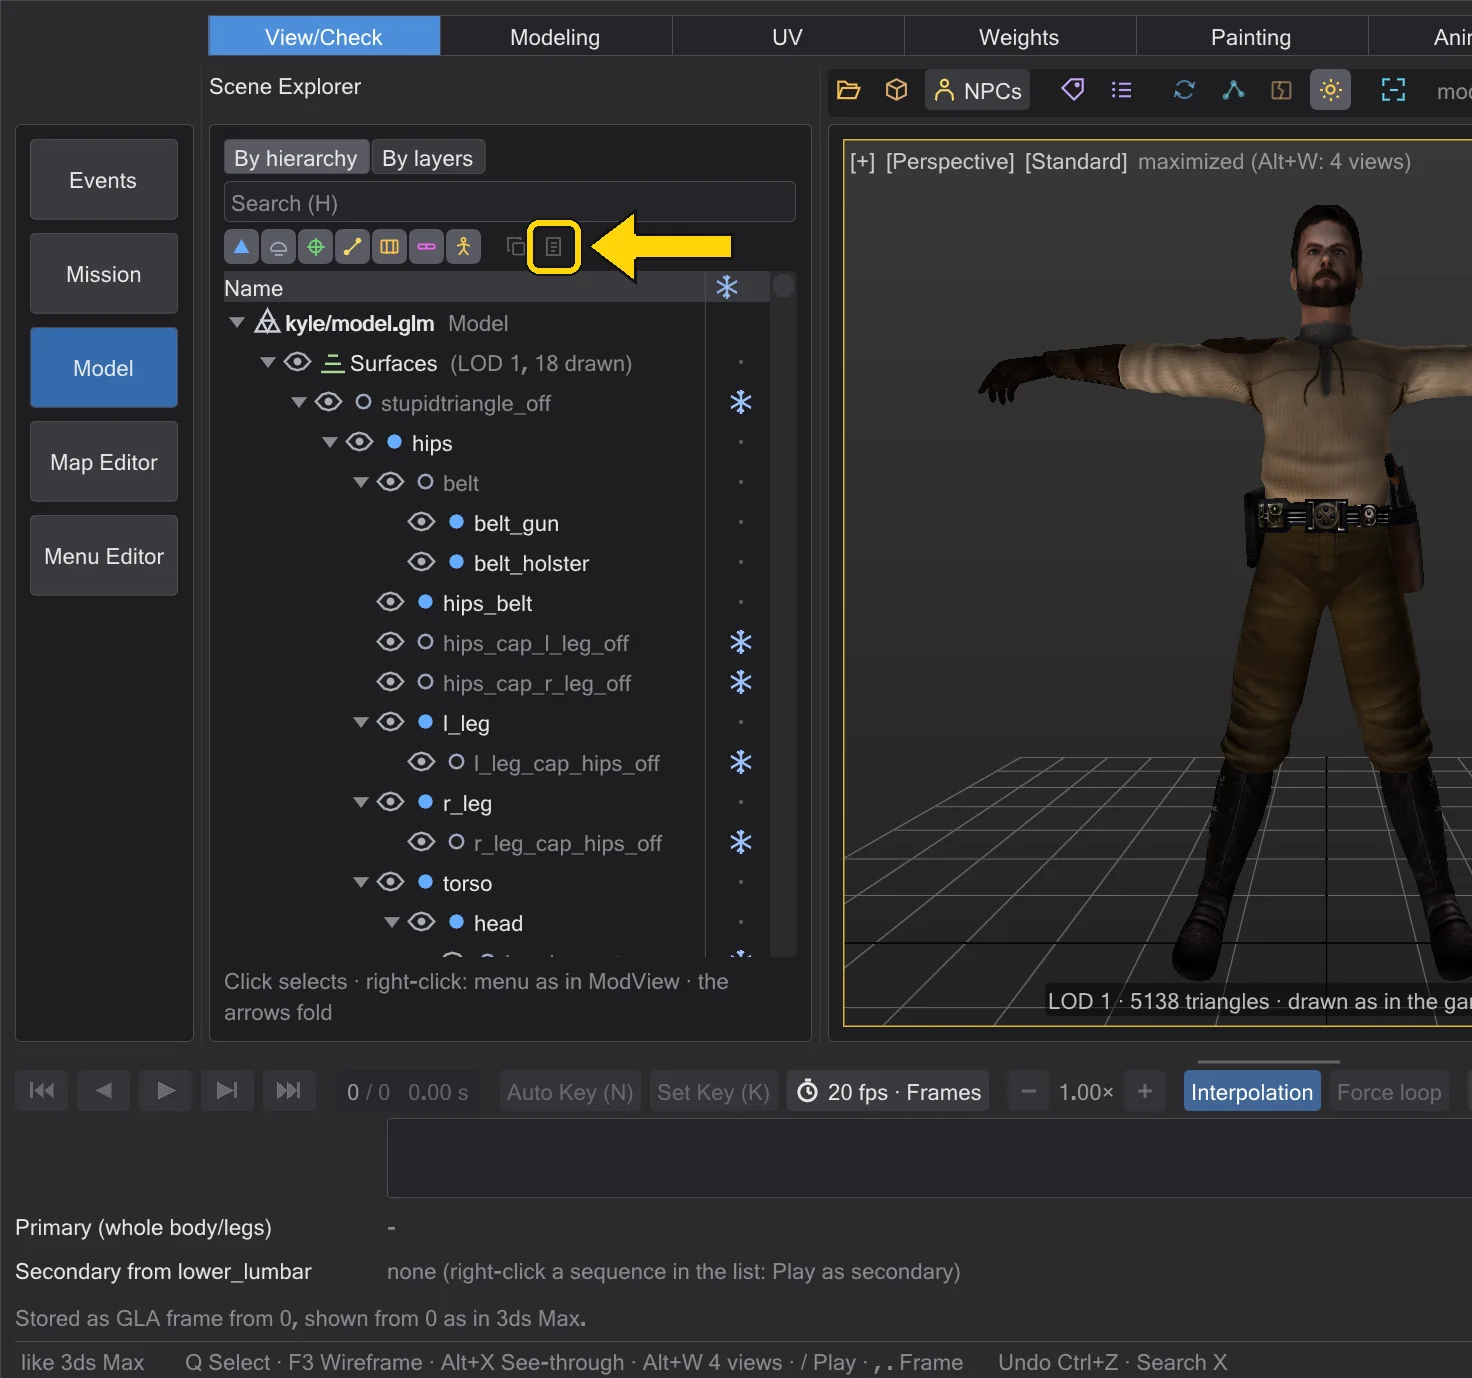 View/Check
Modeling
UV
Weights
Painting
Scene Explorer
NPCs
Events
Mission
Model
Map Editor
Menu Editor
By hierarchy
By layers
Search (H)
Name
kyle/model.glm Model
Surfaces (LOD 1, 18 drawn)
stupidtriangle_off
hips
belt
belt_gun
belt_holster
hips_belt
hips_cap_l_leg_off
hips_cap_r_leg_off
l_leg
l_leg_cap_hips_off
r_leg
r_leg_cap_hips_off
torso
head
Click selects · right-click: menu as in ModView · the
arrows fold
[+] [Perspective] [Standard] maximized (Alt+W: 4 views)
LOD 1 · 5138 triangles · drawn as in the
0 / 0 0.00 s
Auto Key (N)
Set Key (K)
20 fps · Frames
− 1.00× +
Interpolation
Force loop
Primary (whole body/legs) -
Secondary from lower_lumbar none (right-click a sequence in the list: Play as secondary)
Stored as GLA frame from 0, shown from 0 as in 3ds Max.
like 3ds Max Q Select · F3 Wireframe · Alt+X See-through · Alt+W 4 views · / Play · , . Frame Undo Ctrl+Z · Search X